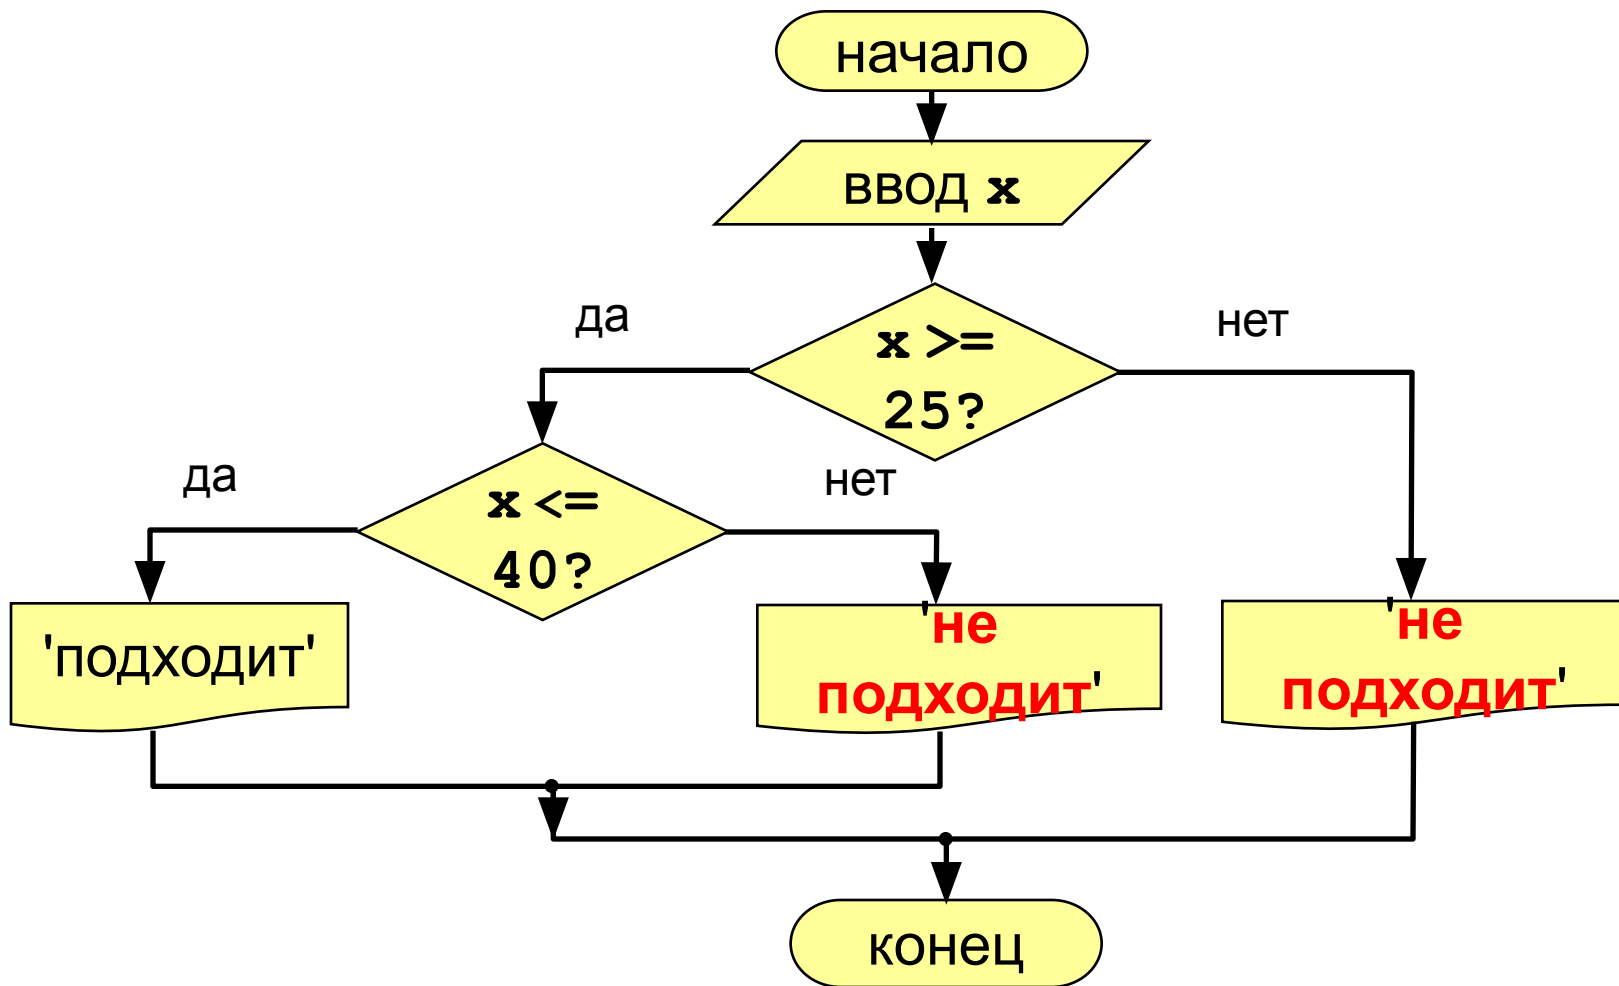 начало
ввод x
да
нет
x >=
25?
да
нет
x <=
40?
'подходит'
'не
подходит'
'не
подходит'
конец